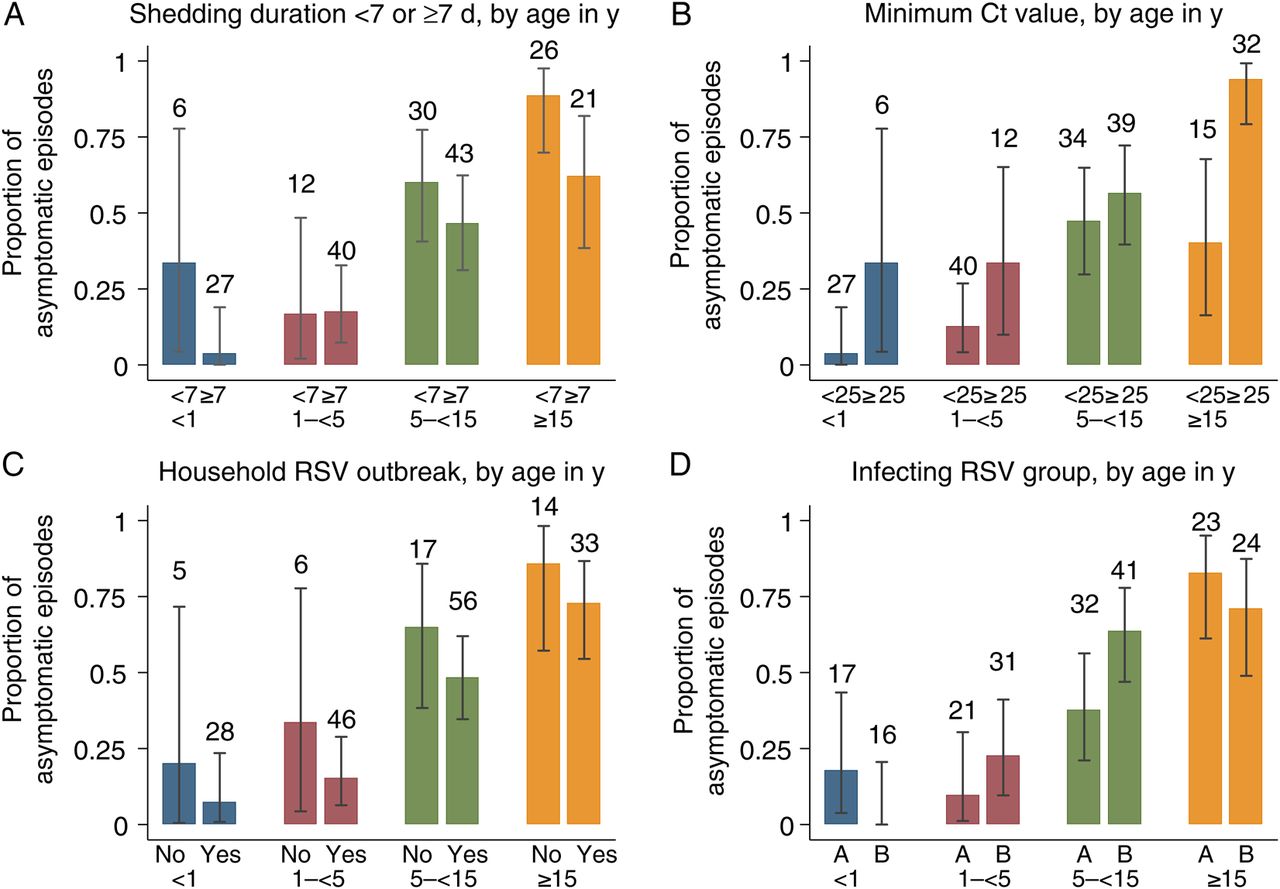 A
Shedding duration <7 or ≥7 d, by age in y
Proportion of
asymptomatic episodes
1
0.75
0.5
0.25
0
6
27
12
40
30
43
26
21
<7 ≥7 <7 ≥7 <7 ≥7 <7 ≥7
<1 1–<5 5–<15 ≥15
B
Minimum Ct value, by age in y
Proportion of
asymptomatic episodes
1
0.75
0.5
0.25
0
27
6
40
12
34
39
15
32
<25 ≥25 <25 ≥25 <25 ≥25 <25 ≥25
<1 1–<5 5–<15 ≥15
C
Household RSV outbreak, by age in y
Proportion of
asymptomatic episodes
1
0.75
0.5
0.25
0
5
28
6
46
17
56
14
33
No Yes No Yes No Yes No Yes
<1 1–<5 5–<15 ≥15
D
Infecting RSV group, by age in y
Proportion of
asymptomatic episodes
1
0.75
0.5
0.25
0
17
16
21
31
32
41
23
24
A B A B A B A B
<1 1–<5 5–<15 ≥15